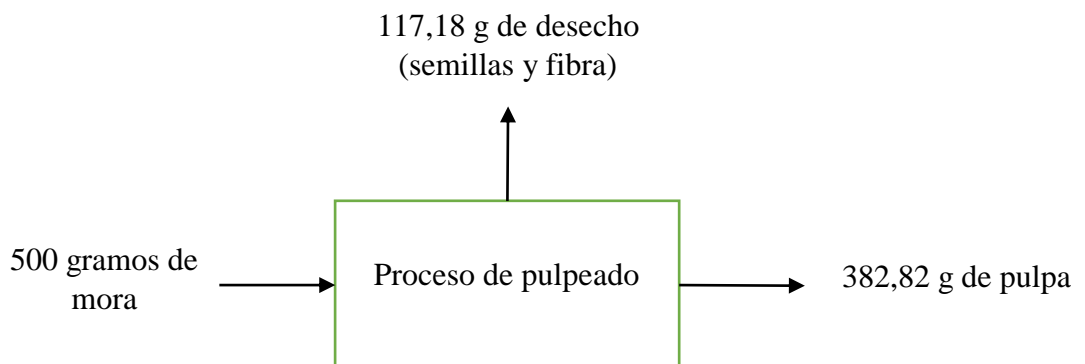 117,18 g de desecho
(semillas y fibra)
500 gramos de
mora
Proceso de pulpeado
382,82 g de pulpa